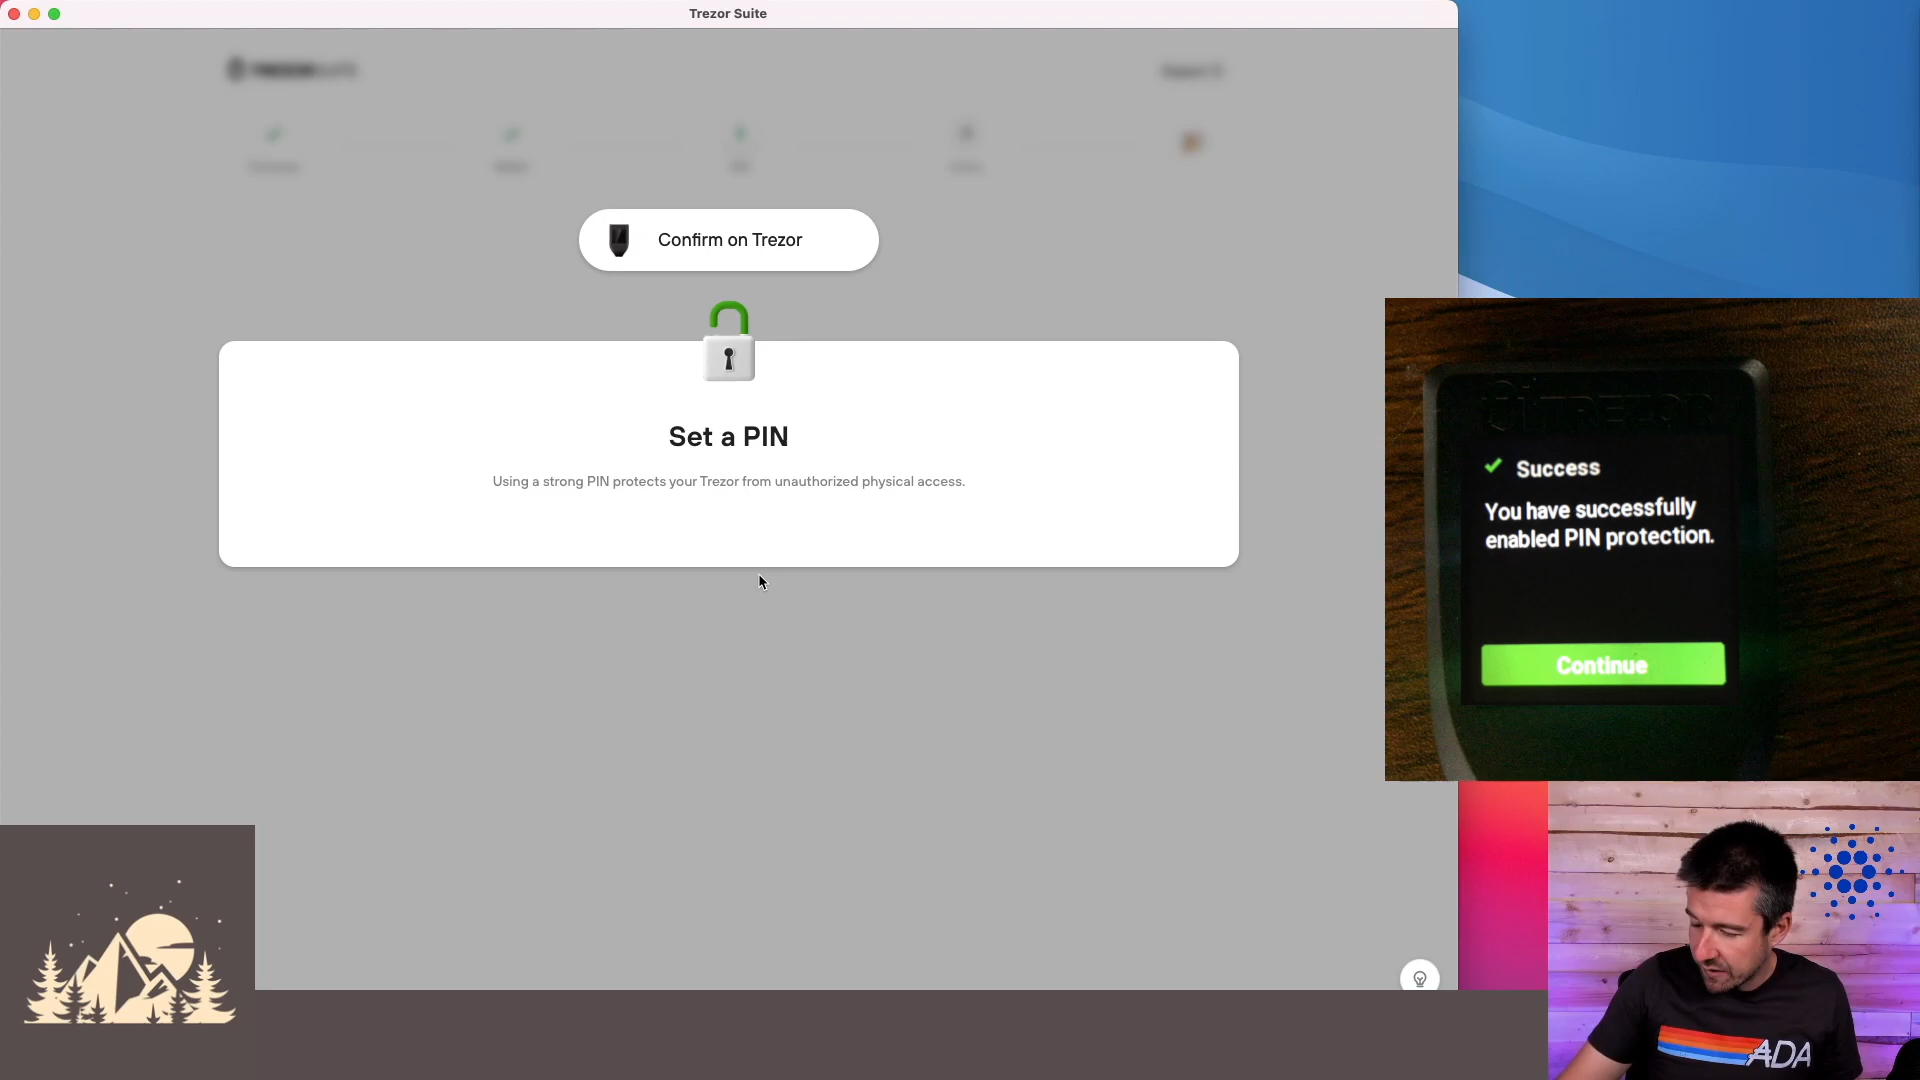 Trezor Suite
Confirm on Trezor
Set a PIN
Using a strong PIN protects your Trezor from unauthorized physical access.
TREZOR
Success
You have successfully
enabled PIN protection.
Continue
ADA